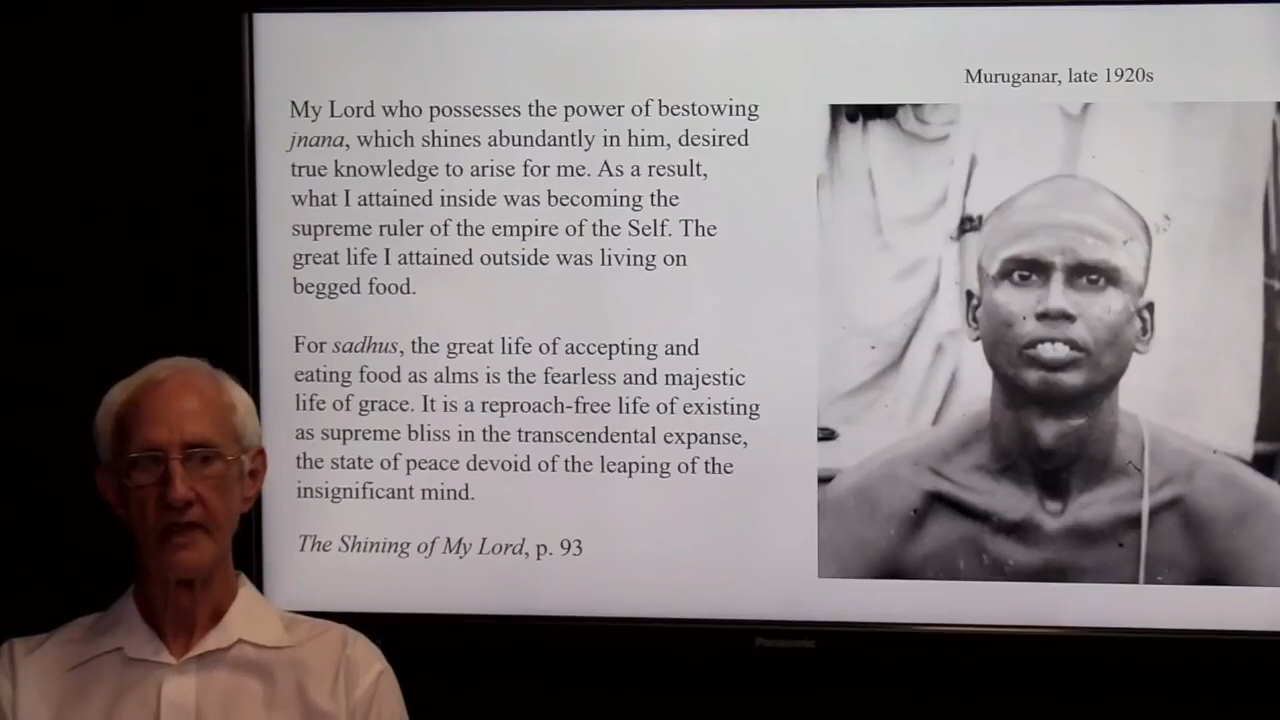 Muruganar, late 1920s
My Lord who possesses the power of bestowing
jnana, which shines abundantly in him, desired
true knowledge to arise for me. As a result,
what I attained inside was becoming the
supreme ruler of the empire of the Self. The
great life I attained outside was living on
begged food.
For sadhus, the great life of accepting and
eating food as alms is the fearless and majestic
life of grace. It is a reproach-free life of existing
as supreme bliss in the transcendental expanse,
the state of peace devoid of the leaping of the
insignificant mind.
The Shining of My Lord, p. 93
Panasonic